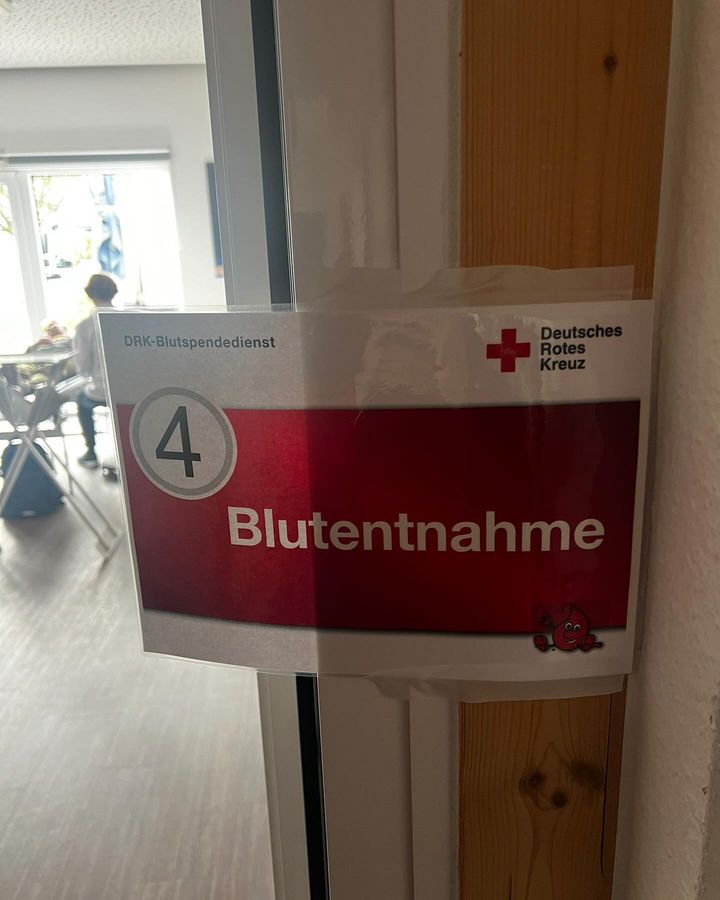 DRK-Blutspendedienst
Deutsches
Rotes
Kreuz
4
Blutentnahme